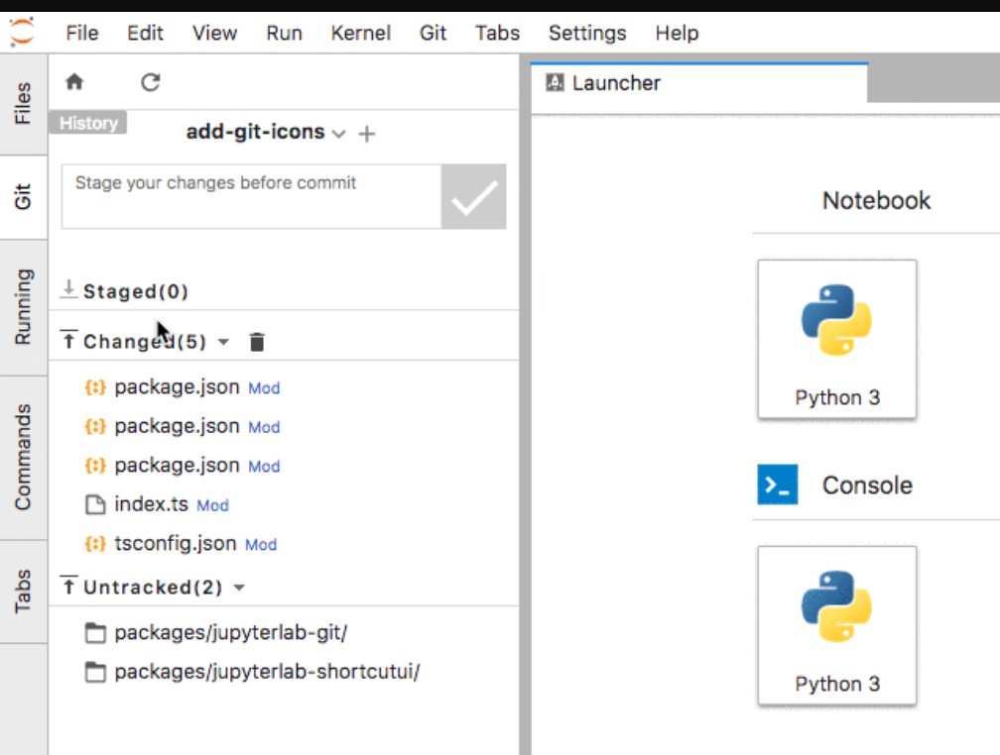 File Edit View Run Kernel Git Tabs Settings Help
Files
Git
Running
Commands
Tabs
History
add-git-icons
Stage your changes before commit
Staged(0)
Changed(5)
package.json Mod
package.json Mod
package.json Mod
index.ts Mod
tsconfig.json Mod
Untracked(2)
packages/jupyterlab-git/
packages/jupyterlab-shortcutui/
Launcher
Notebook
Python 3
Console
Python 3